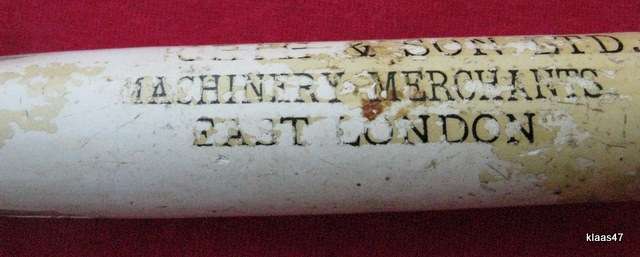 & SON LTD.
MACHINERY MERCHANTS
EAST LONDON
klaas47